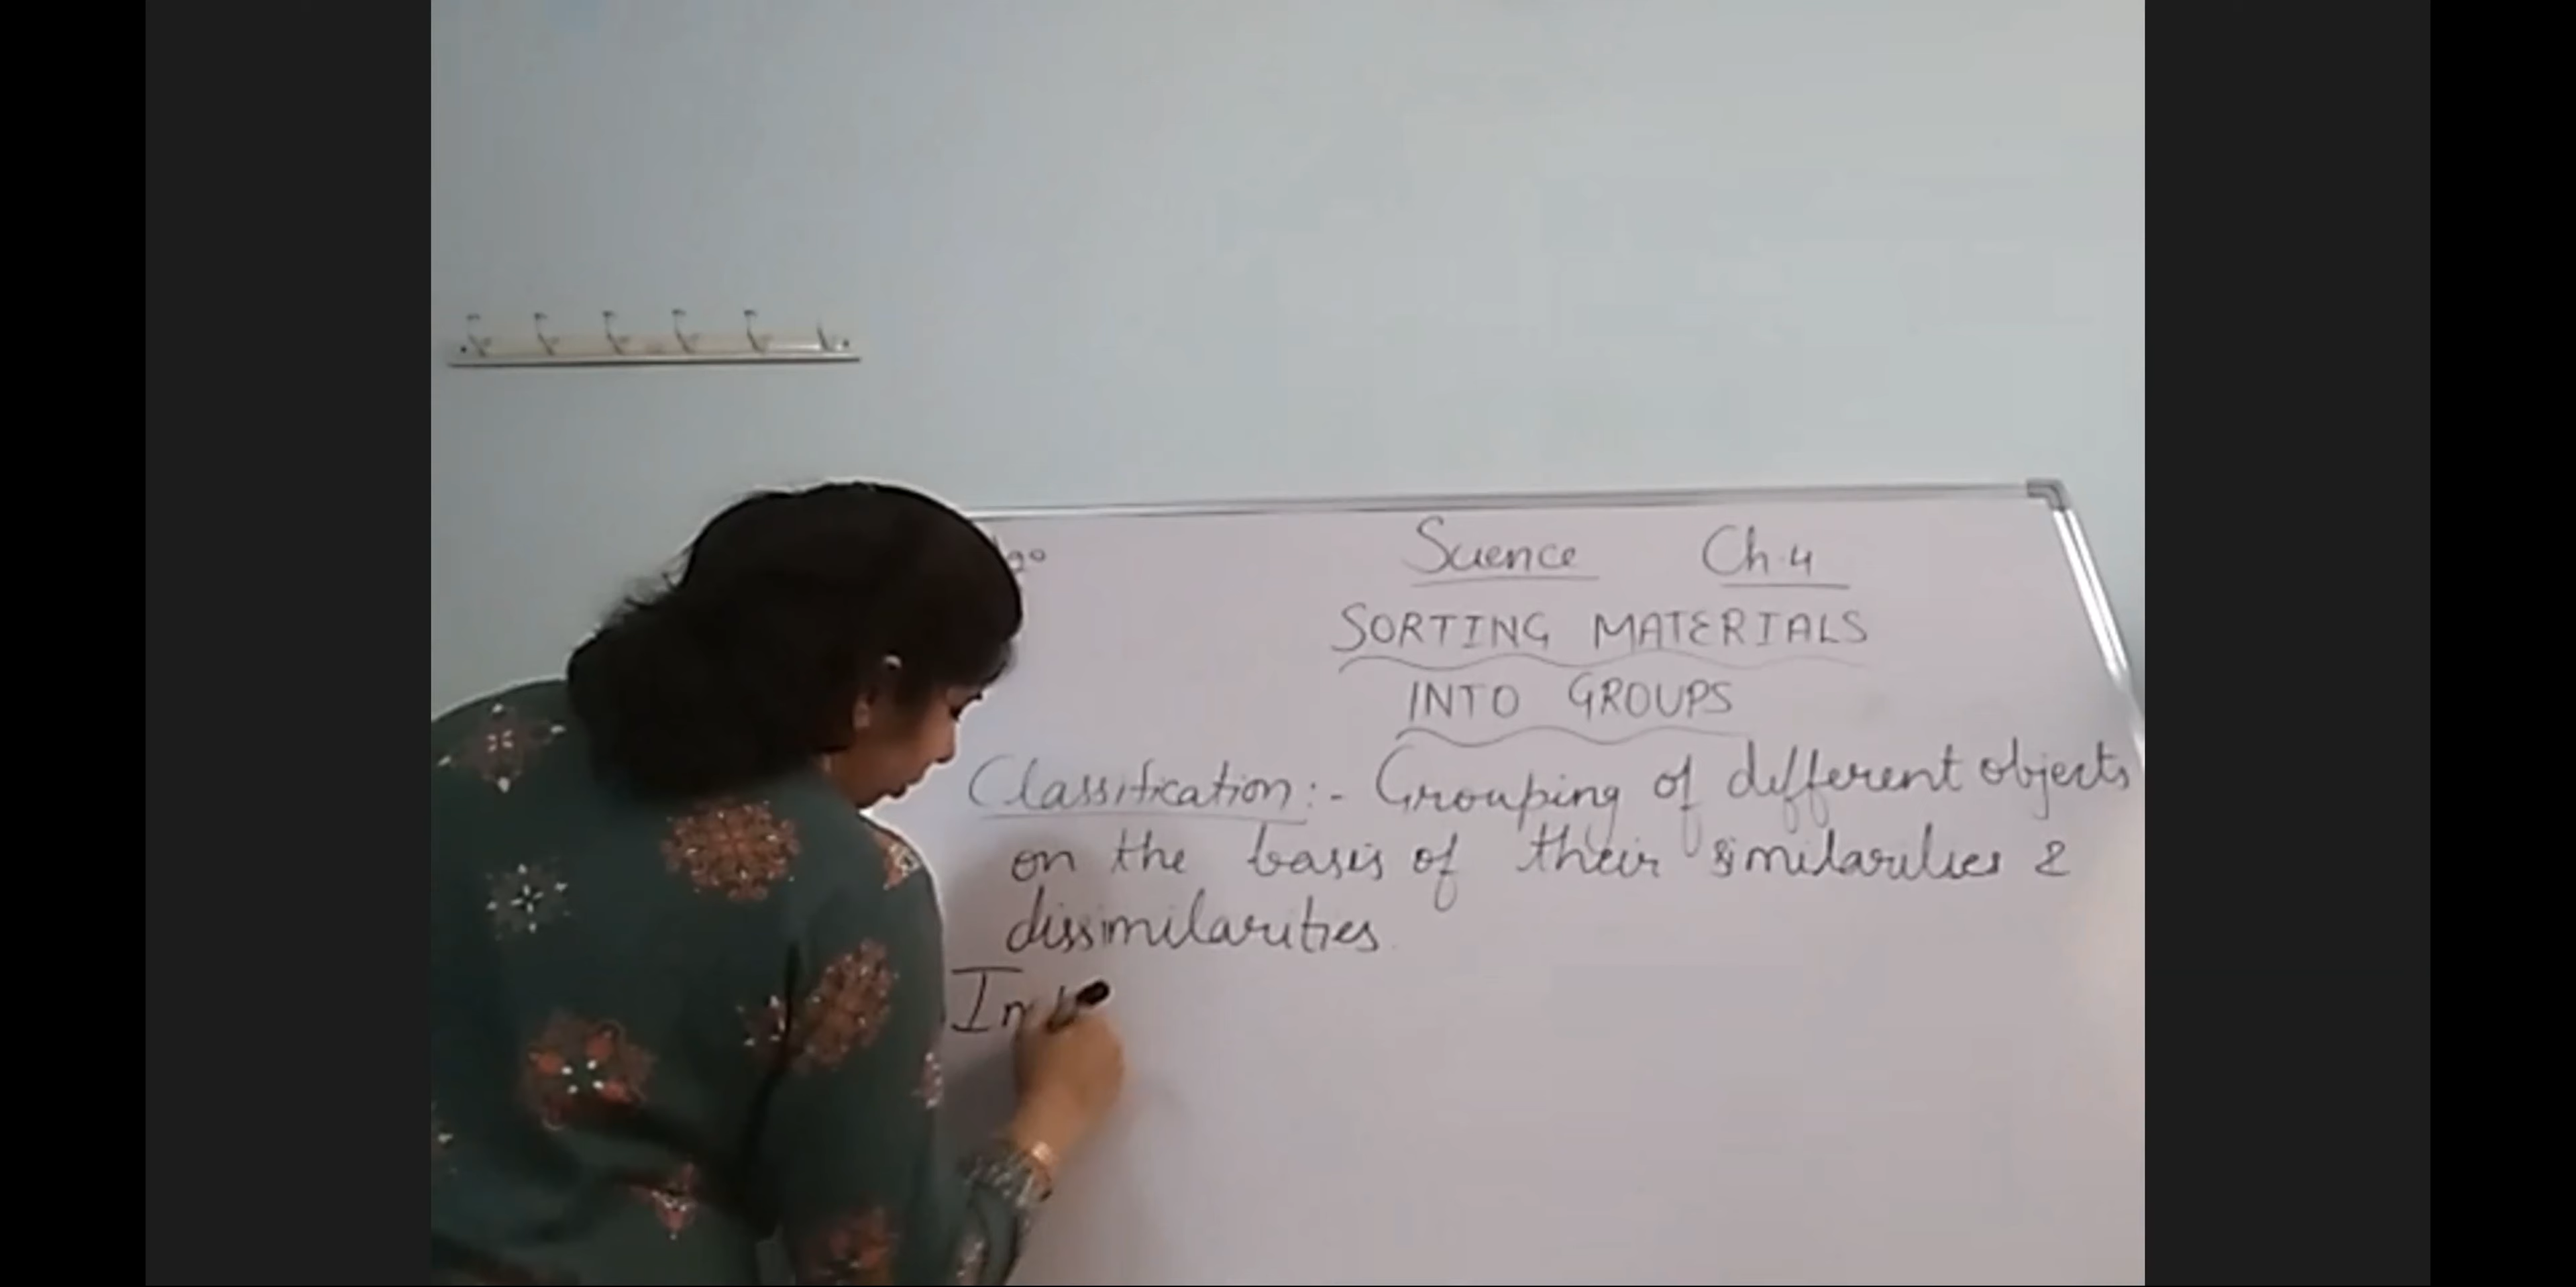 Science Ch. 4
SORTING MATERIALS
INTO GROUPS
Classification :- Grouping of different objects
on the basis of their similarities &
dissimilarities.